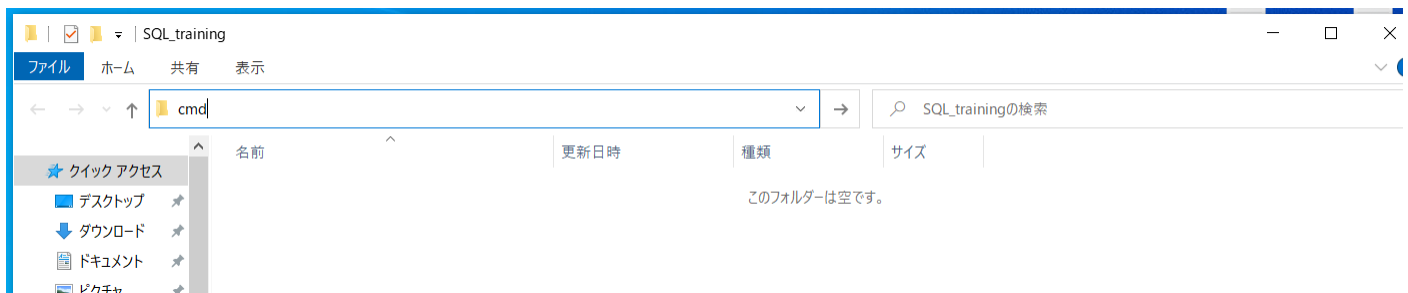 SQL_training
ファイル ホーム 共有 表示
cmd SQL_trainingの検索
名前 更新日時 種類 サイズ
このフォルダーは空です。
クイック アクセス
デスクトップ
ダウンロード
ドキュメント
ピクチャ